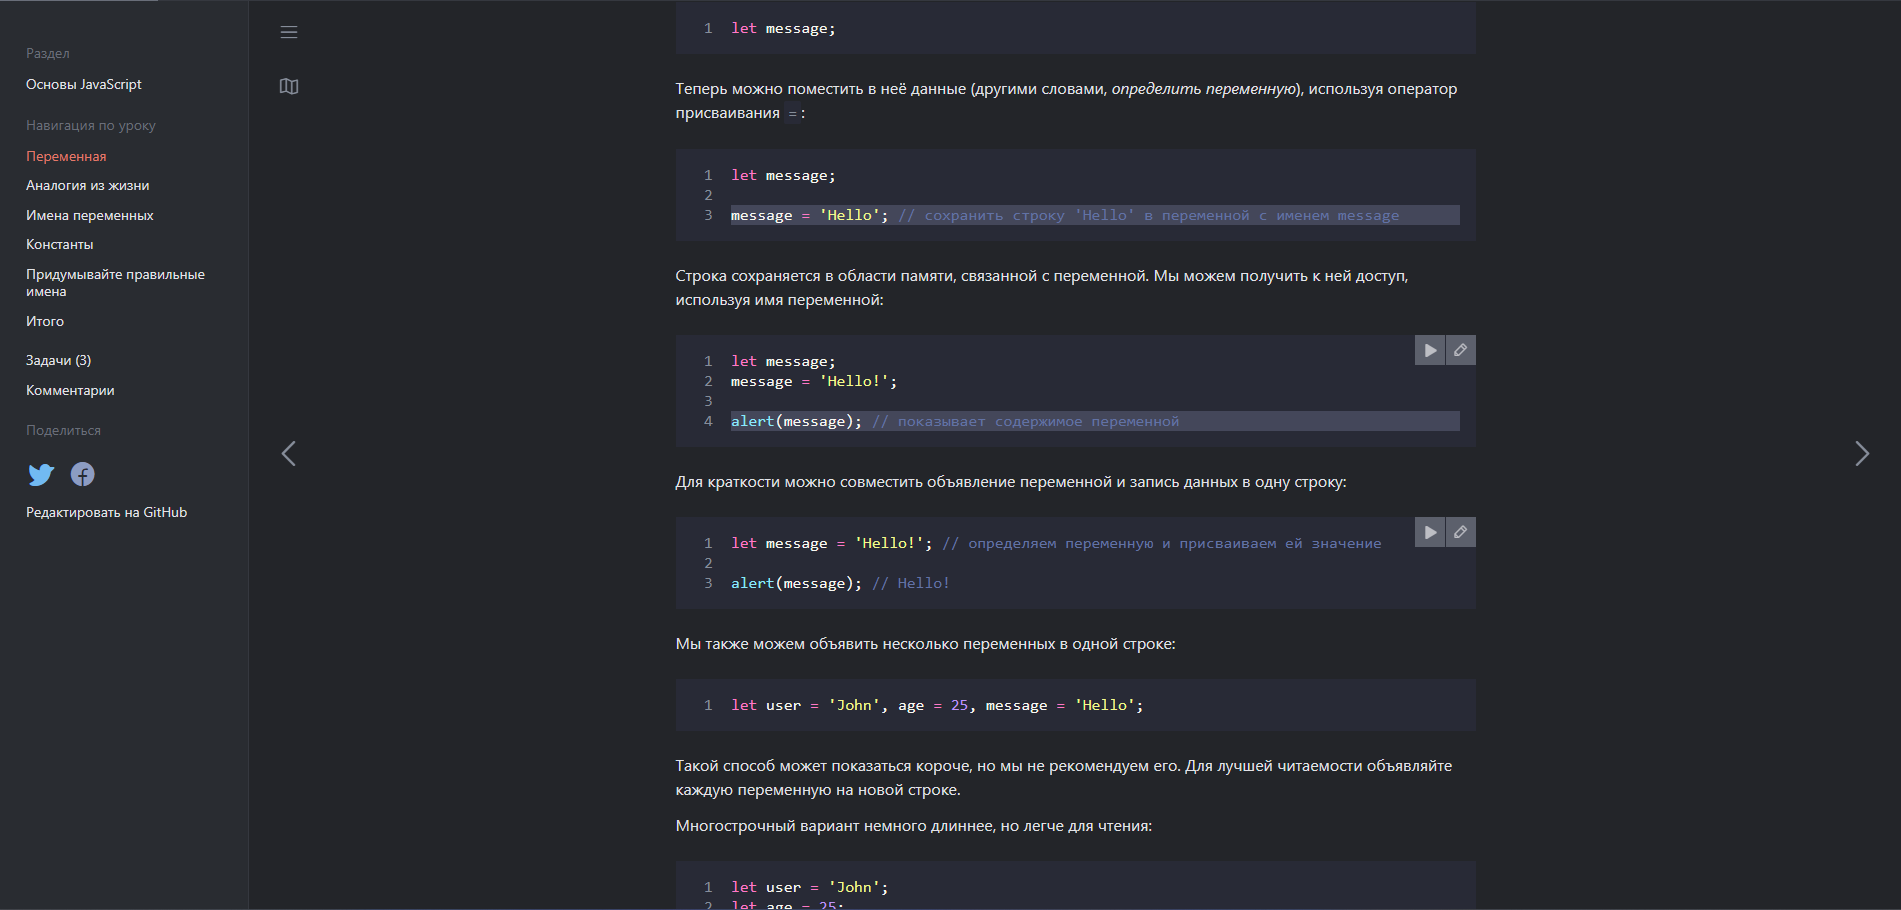 Раздел
Основы JavaScript
Навигация по уроку
Переменная
Аналогия из жизни
Имена переменных
Константы
Придумывайте правильные
имена
Итого
Задачи (3)
Комментарии
Поделиться
Редактировать на GitHub
1 let message;
Теперь можно поместить в неё данные (другими словами, определить переменную), используя оператор
присваивания =:
1 let message;
2
3 message = 'Hello'; // сохранить строку 'Hello' в переменной с именем message
Строка сохраняется в области памяти, связанной с переменной. Мы можем получить к ней доступ,
используя имя переменной:
1 let message;
2 message = 'Hello!';
3
4 alert(message); // показывает содержимое переменной
Для краткости можно совместить объявление переменной и запись данных в одну строку:
1 let message = 'Hello!'; // определяем переменную и присваиваем ей значение
2
3 alert(message); // Hello!
Мы также можем объявить несколько переменных в одной строке:
1 let user = 'John', age = 25, message = 'Hello';
Такой способ может показаться короче, но мы не рекомендуем его. Для лучшей читаемости объявляйте
каждую переменную на новой строке.
Многострочный вариант немного длиннее, но легче для чтения:
1 let user = 'John';
2 let age = 25;